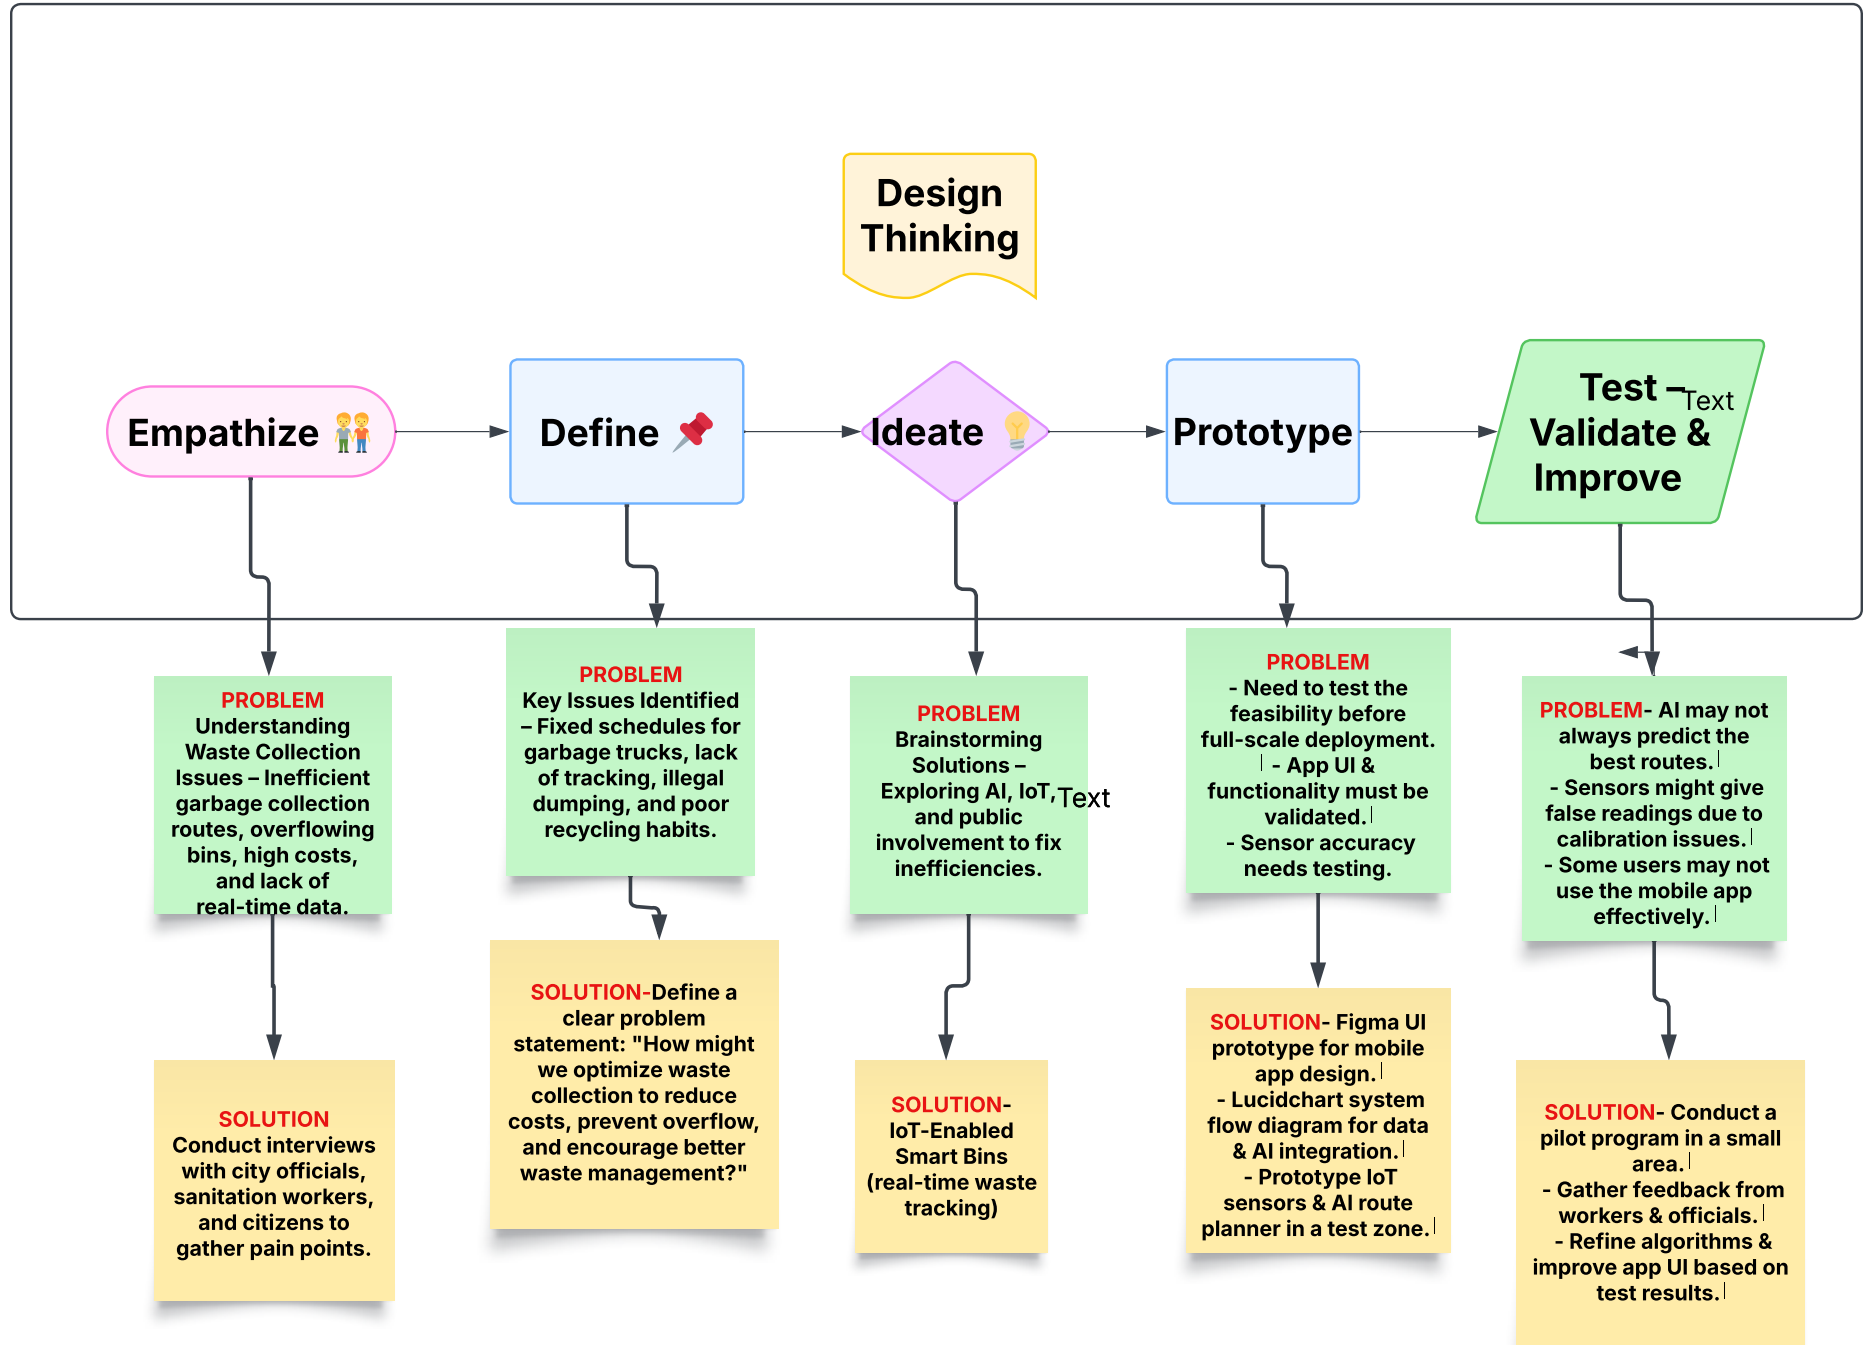 Design
Thinking
Empathize
Define
Ideate
Prototype
Test –
Text
Validate &
Improve
PROBLEM
Understanding
Waste Collection
Issues – Inefficient
garbage collection
routes, overflowing
bins, high costs,
and lack of
real-time data.
PROBLEM
Key Issues Identified
– Fixed schedules for
garbage trucks, lack
of tracking, illegal
dumping, and poor
recycling habits.
PROBLEM
Brainstorming
Solutions –
Exploring AI, IoT,
Text
and public
involvement to fix
inefficiencies.
PROBLEM
- Need to test the
feasibility before
full-scale deployment.
- App UI &
functionality must be
validated.
- Sensor accuracy
needs testing.
PROBLEM- AI may not
always predict the
best routes.
- Sensors might give
false readings due to
calibration issues.
- Some users may not
use the mobile app
effectively.
SOLUTION
Conduct interviews
with city officials,
sanitation workers,
and citizens to
gather pain points.
SOLUTION-Define a
clear problem
statement: "How might
we optimize waste
collection to reduce
costs, prevent overflow,
and encourage better
waste management?"
SOLUTION-
IoT-Enabled
Smart Bins
(real-time waste
tracking)
SOLUTION- Figma UI
prototype for mobile
app design.
- Lucidchart system
flow diagram for data
& AI integration.
- Prototype IoT
sensors & AI route
planner in a test zone.
SOLUTION- Conduct a
pilot program in a small
area.
- Gather feedback from
workers & officials.
- Refine algorithms &
improve app UI based on
test results.